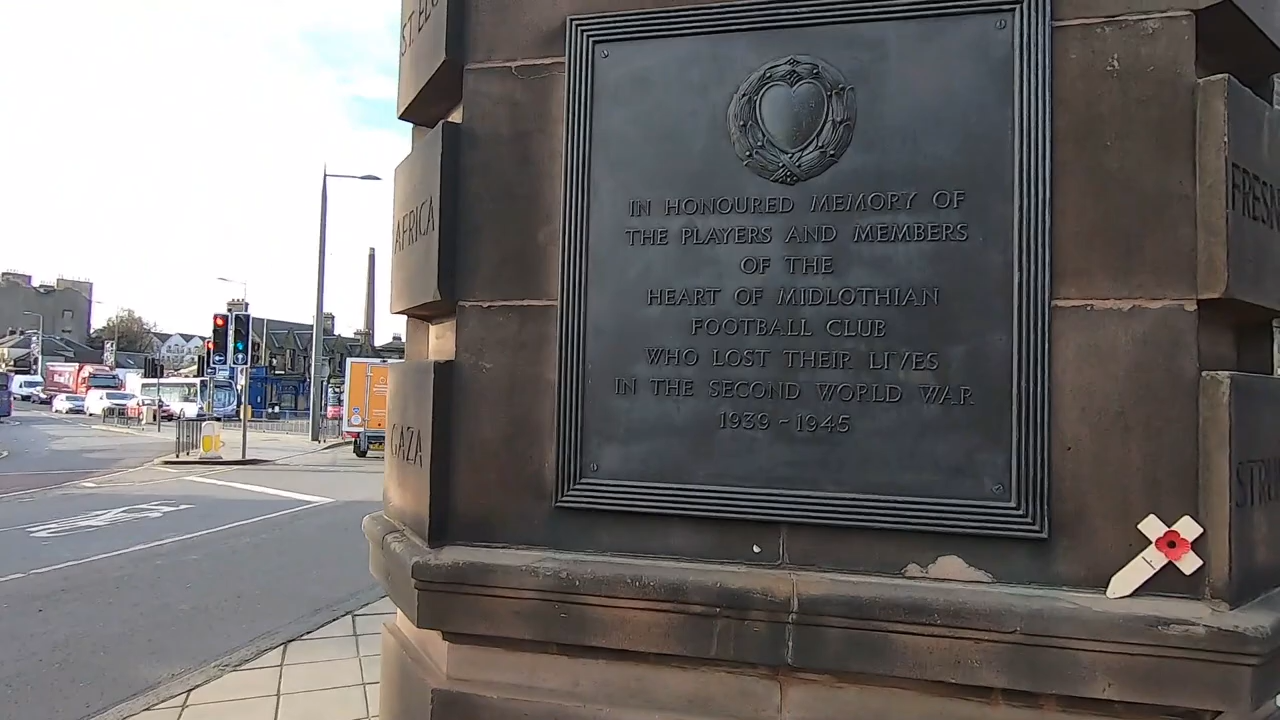 AFRICA
GAZA
IN HONOURED MEMORY OF
THE PLAYERS AND MEMBERS
OF THE
HEART OF MIDLOTHIAN
FOOTBALL CLUB
WHO LOST THEIR LIVES
IN THE SECOND WORLD WAR
1939 ~ 1945